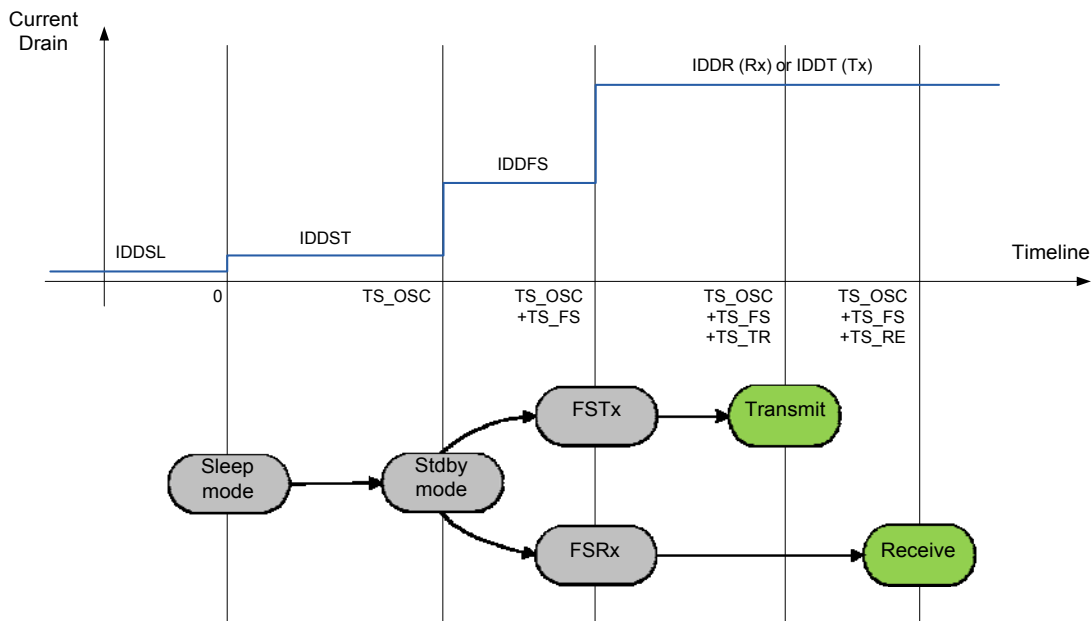 Current
Drain
IDDR (Rx) or IDDT (Tx)
IDDFS
IDDST
IDDSL
Timeline
0
TS_OSC
TS_OSC
+TS_FS
TS_OSC
+TS_FS
+TS_TR
TS_OSC
+TS_FS
+TS_RE
FSTx
Transmit
Sleep
mode
Stdby
mode
FSRx
Receive